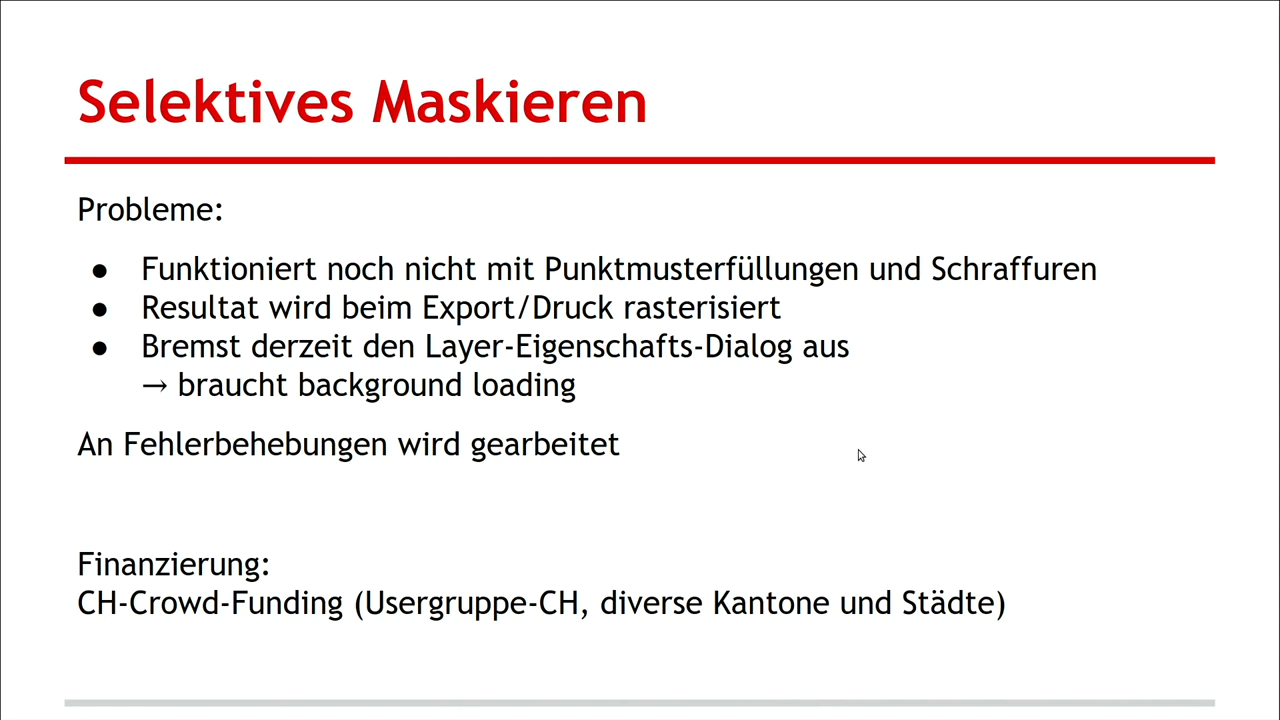 Selektives Maskieren
Probleme:
● Funktioniert noch nicht mit Punktmusterfüllungen und Schraffuren
● Resultat wird beim Export/Druck rasterisiert
● Bremst derzeit den Layer-Eigenschafts-Dialog aus
→ braucht background loading
An Fehlerbehebungen wird gearbeitet
Finanzierung:
CH-Crowd-Funding (Usergruppe-CH, diverse Kantone und Städte)